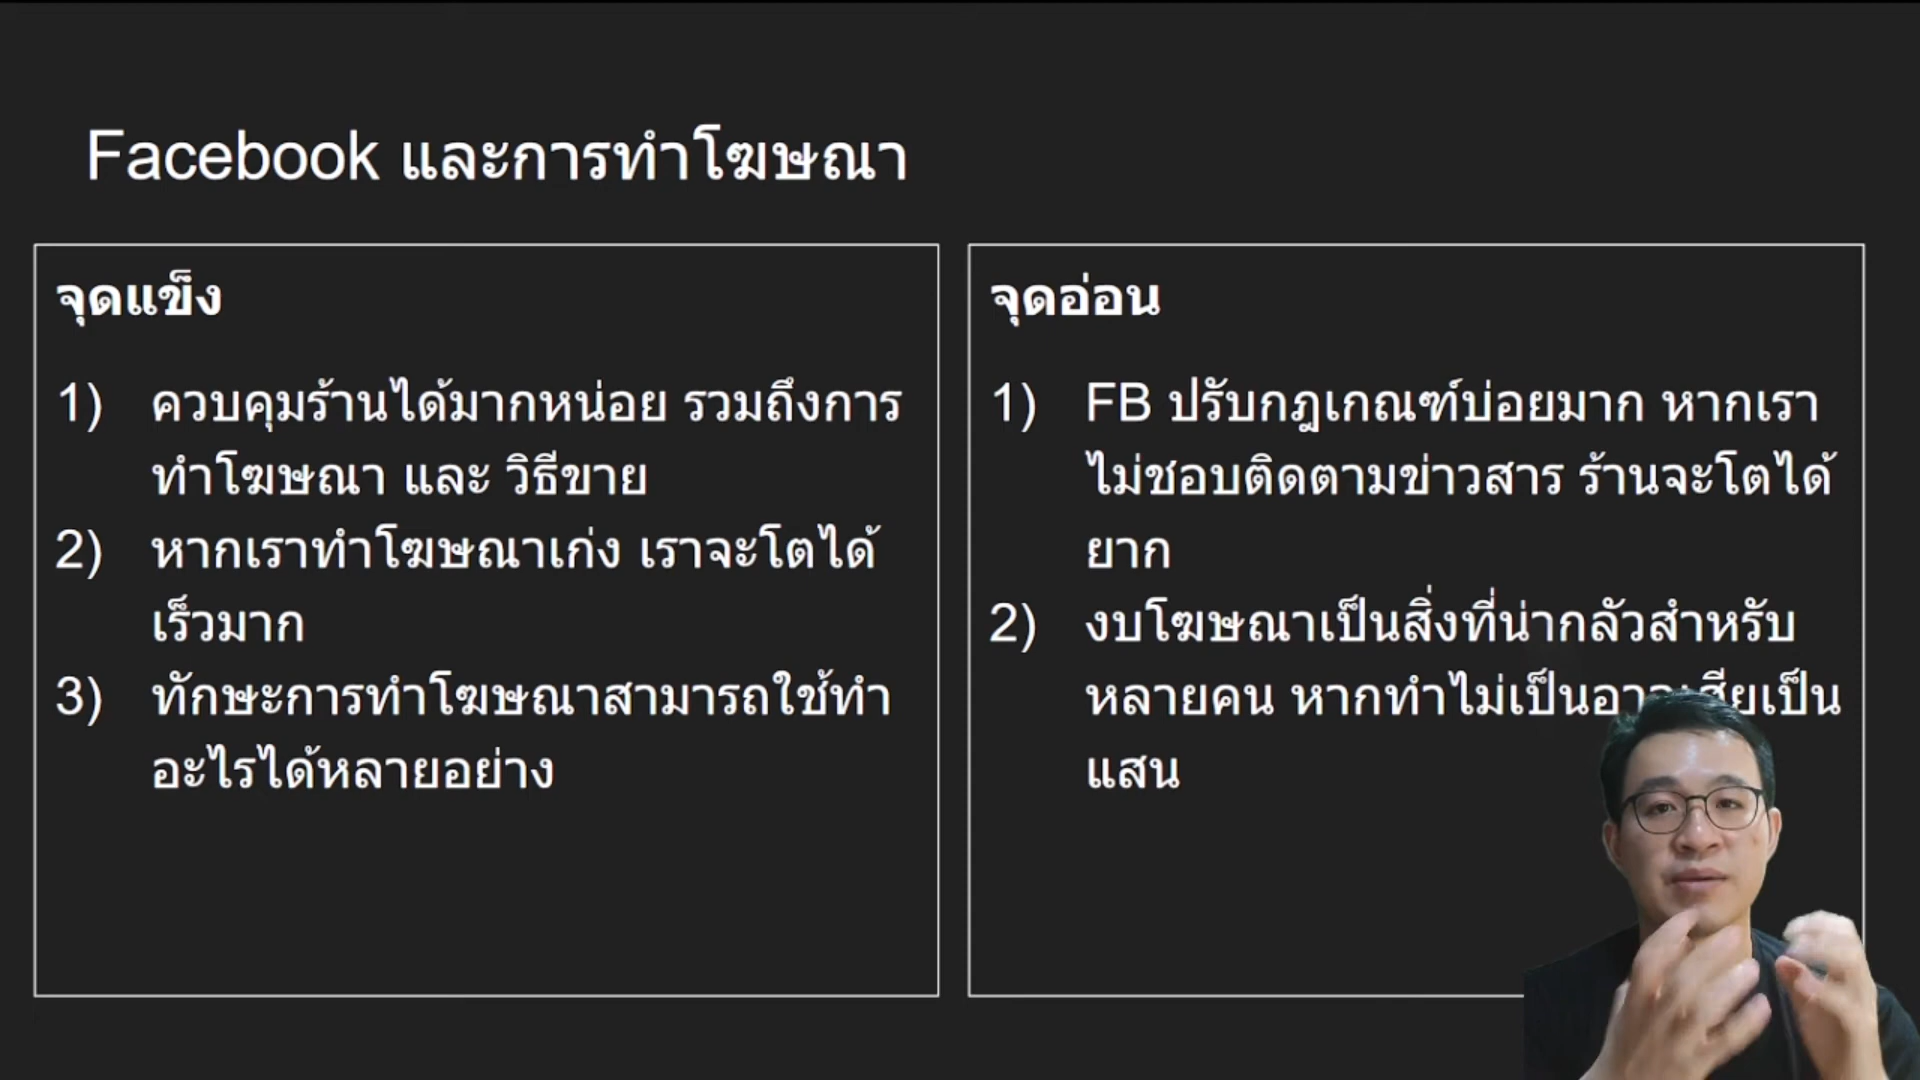 Facebook และการทำโฆษณา
จุดแข็ง
1) ควบคุมร้านได้มากหน่อย รวมถึงการ
ทำโฆษณา และ วิธีขาย
2) หากเราทำโฆษณาเก่ง เราจะโตได้
เร็วมาก
3) ทักษะการทำโฆษณาสามารถใช้ทำ
อะไรได้หลายอย่าง
จุดอ่อน
1) FB ปรับกฎเกณฑ์บ่อยมาก หากเรา
ไม่ชอบติดตามข่าวสาร ร้านจะโตได้
ยาก
2) งบโฆษณาเป็นสิ่งที่น่ากลัวสำหรับ
หลายคน หากทำไม่เป็นอาจเสียเป็น
แสน